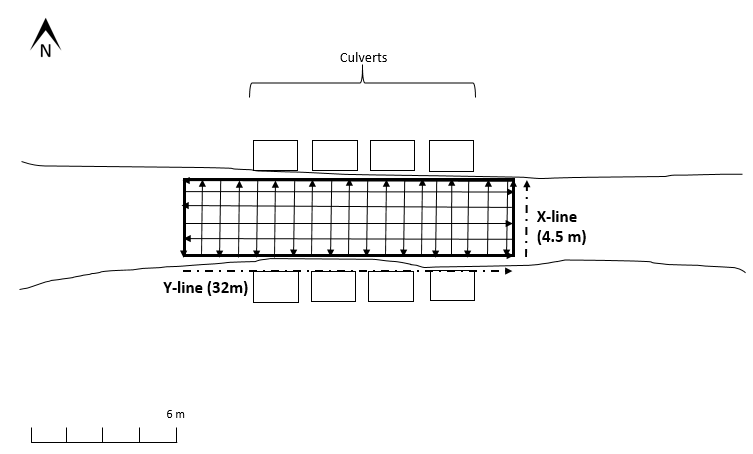 N
Culverts
X-line
(4.5 m)
Y-line (32m)
6 m